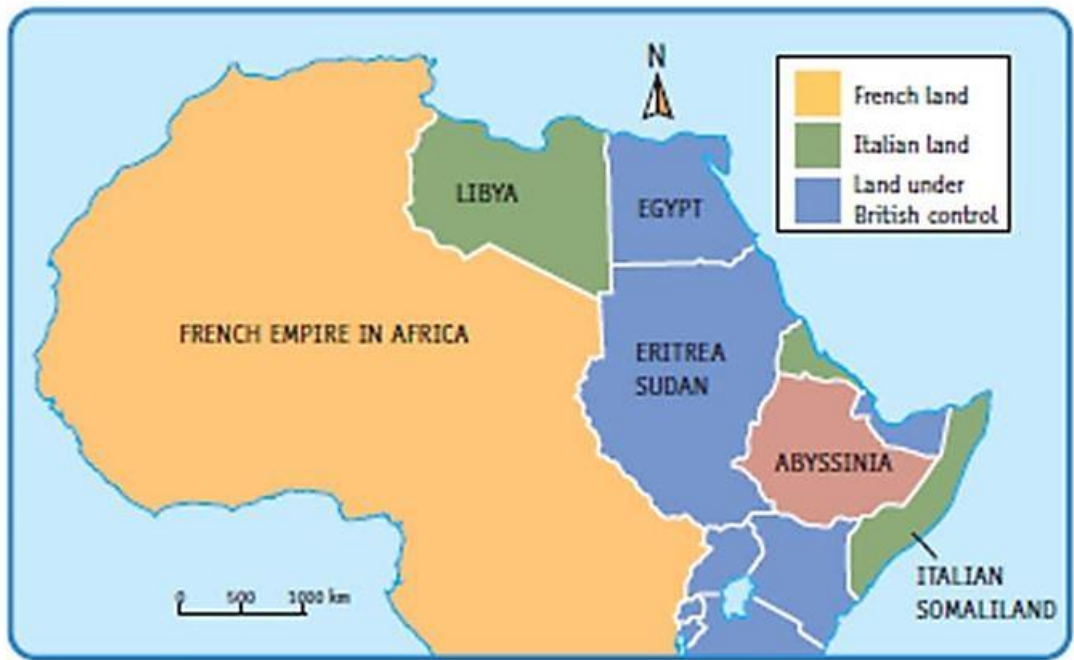 N
French land
Italian land
Land under
British control
LIBYA
EGYPT
FRENCH EMPIRE IN AFRICA
ERITREA
SUDAN
ABYSSINIA
ITALIAN
SOMALILAND
0 500 1000 km